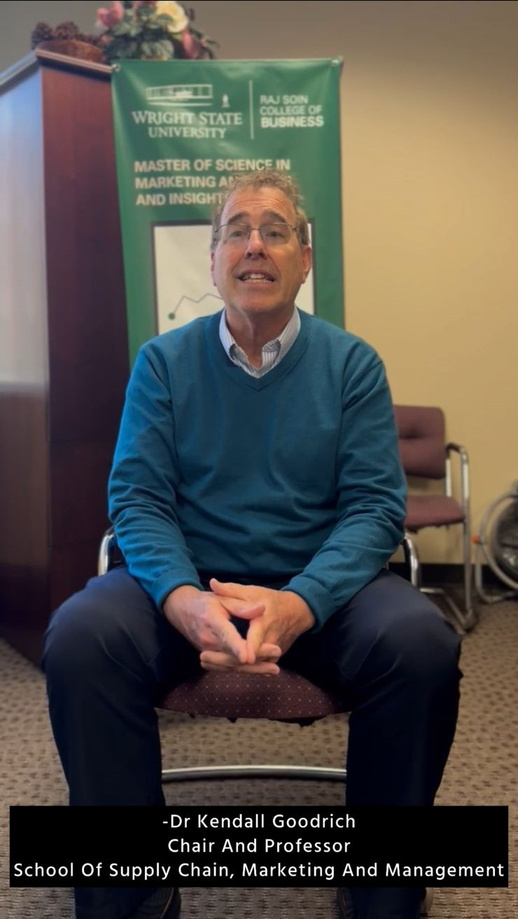 WRIGHT STATE
UNIVERSITY
RAJ SOIN
COLLEGE OF
BUSINESS
MASTER OF SCIENCE IN
MARKETING
AND INSIGHT
-Dr Kendall Goodrich
Chair And Professor
School Of Supply Chain, Marketing And Management